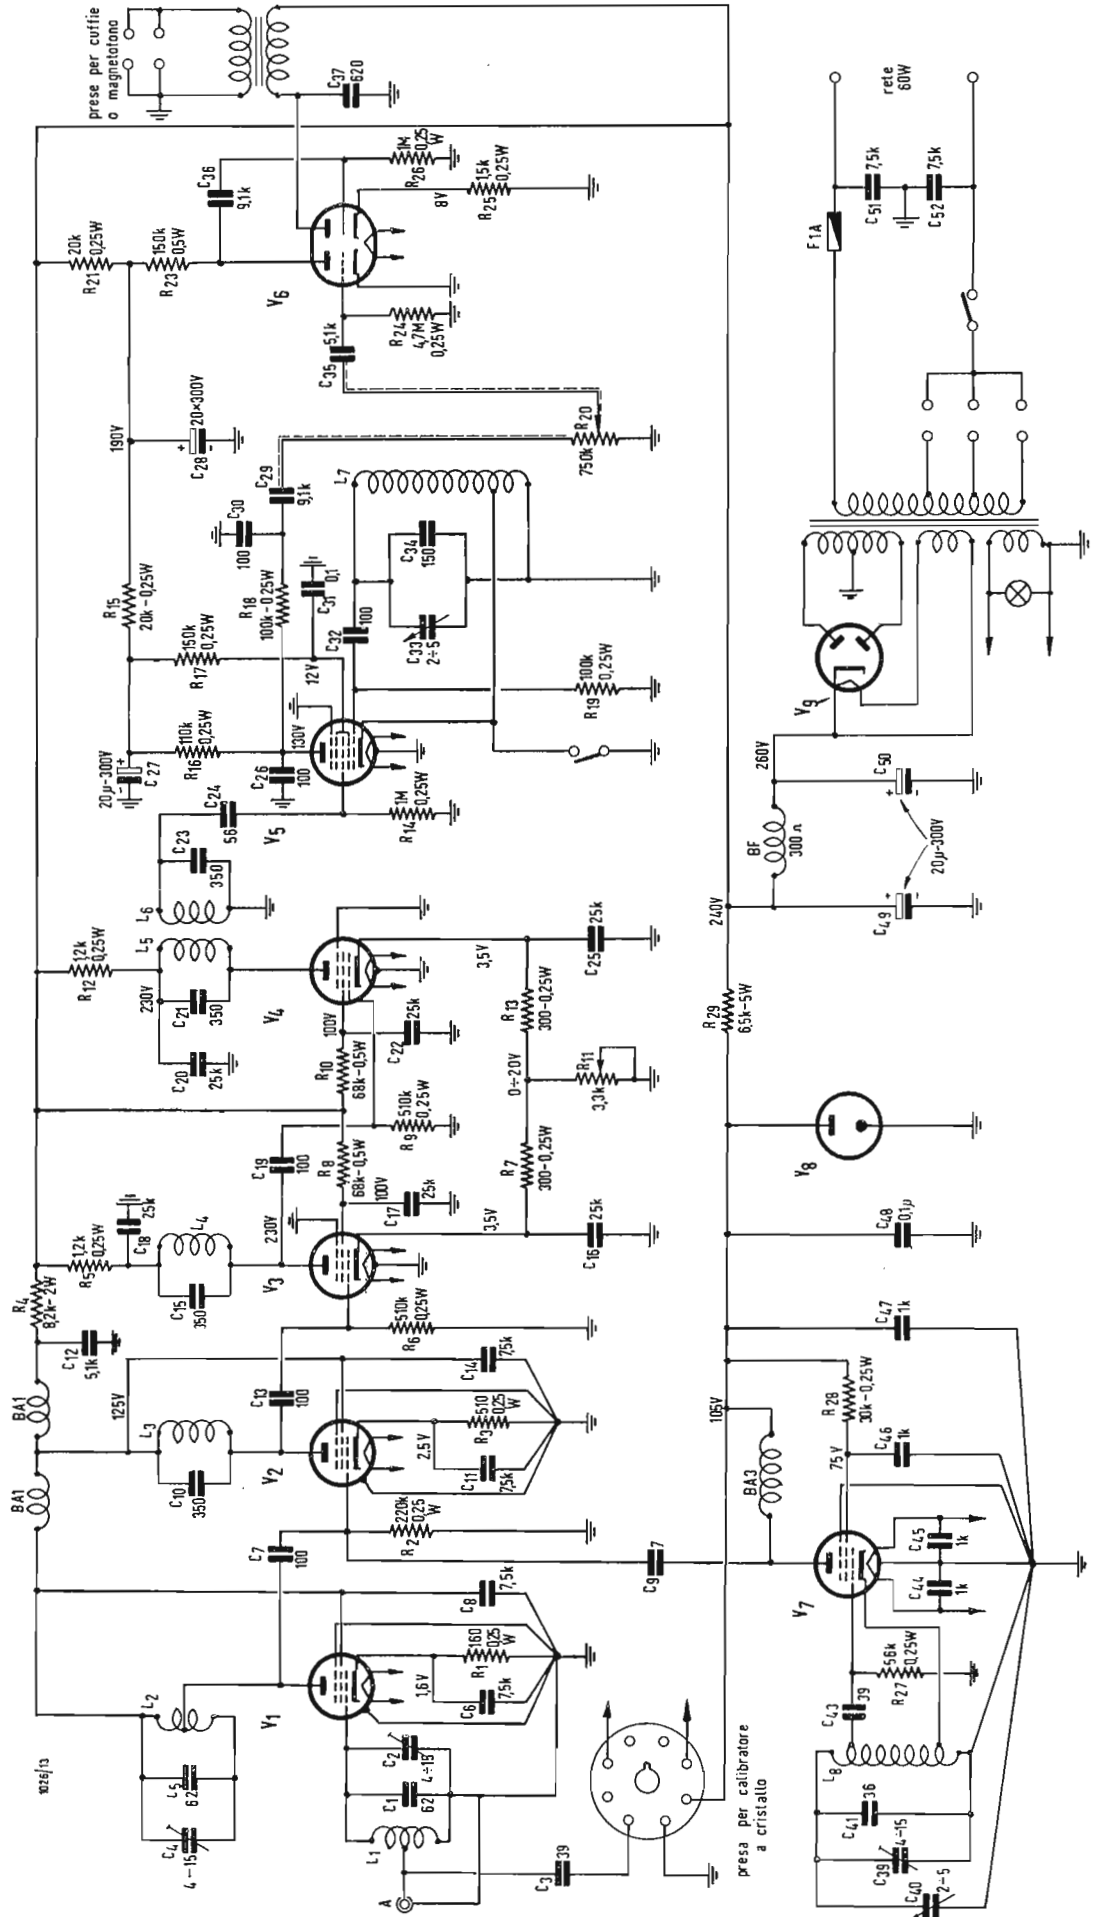 prese per cuffie
o magnetofono
C37
620
C36
9,1k
1M
0,25
W
R26
15k
0,25W
R25
8V
20k
0,25W
R21
150k
0,5W
R23
V6
R24
4,7M
0,25W
5,1k
C35
190V
20×300V
C28
+
-
R20
750k
C29
9,1k
C30
100
L7
R15
20k-0,25W
R18
100k-0,25W
C31
0,1
C32
100
C34
150
C33
2÷5
150k
0,25W
R17
12V
100k
0,25W
R19
110k
0,25W
R16
130V
C26
100
20µ-300V
C27
+
-
C24
56
V5
1M
0,25W
R14
C23
350
L6
L5
1,2k
0,25W
R12
230V
C21
350
C20
25k
V4
100V
C22
25k
R10
68k-0,5W
3,5V
C25
25k
R13
300-0,25W
0÷20V
R11
3,3k
R7
300-0,25W
R9
510k
0,25W
C19
100
R8
68k-0,5W
100V
C17
25k
3,5V
C16
25k
R4
8,2k-2W
1,2k
0,25W
R5
25k
C18
L4
C15
350
230V
V3
510k
0,25W
R6
C12
5,1k
BA1
BA1
125V
L3
C10
350
C13
100
V2
C14
7,5k
510
0,25
W
R3
2,5V
C11
7,5k
220k
0,25
W
R2
C7
100
C9
7
C8
7,5k
160
0,25
W
R1
1,6V
C6
7,5k
V1
L2
L5
62
C4
4-15
1026/13
C2
4÷15
C1
62
L1
A
C3
39
presa per calibratore
a cristallo
rete
60W
C51
7,5k
C52
7,5k
F1A
V9
260V
C50
+
-
BF
300 Ω
20µ-300V
C49
+
-
240V
R29
6,5k-5W
V8
C48
0,1µ
C47
1k
R28
30k-0,25W
C46
1k
105V
75V
BA3
C45
1k
C44
1k
V7
56k
0,25W
R27
C43
39
L8
C41
36
C39
4-15
C40
2-5